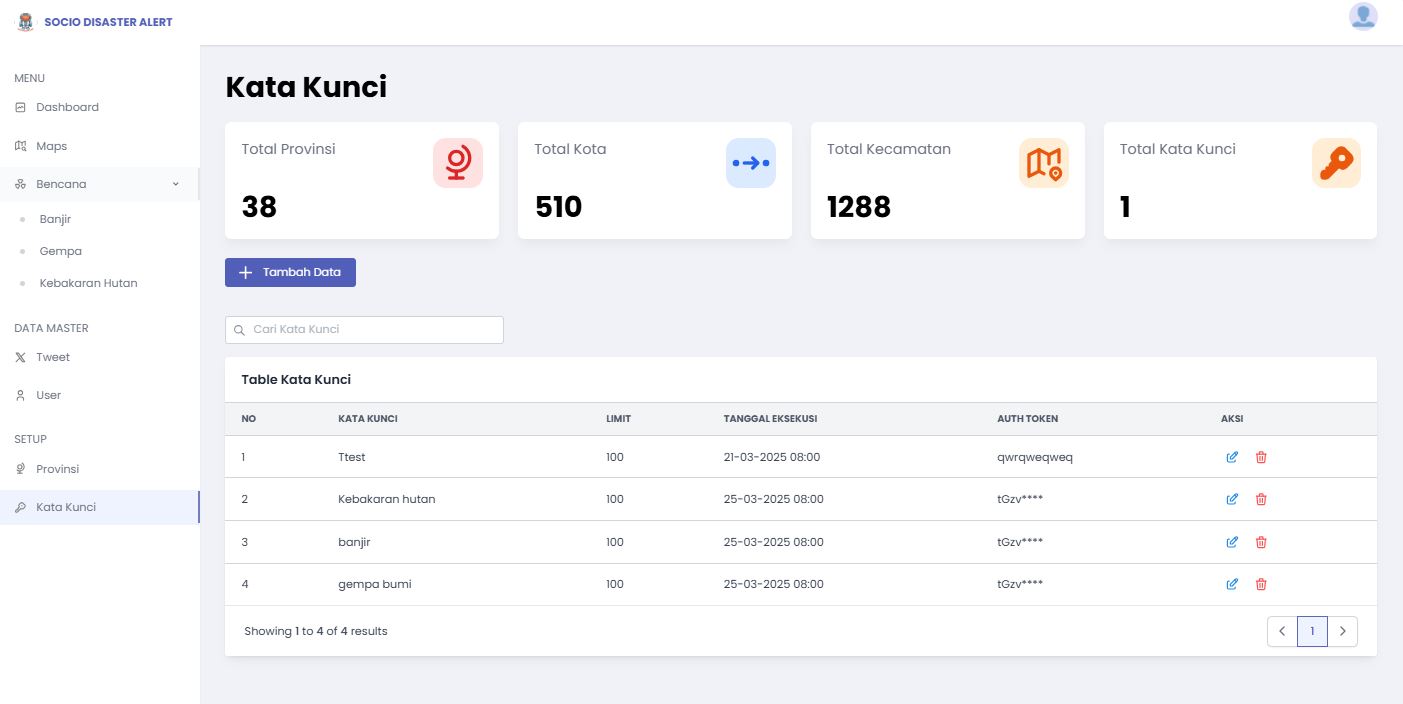 SOCIO DISASTER ALERT
MENU
Dashboard
Maps
Bencana
Banjir
Gempa
Kebakaran Hutan
DATA MASTER
Tweet
User
SETUP
Provinsi
Kata Kunci
Kata Kunci
Total Provinsi
38
Total Kota
510
Total Kecamatan
1288
Total Kata Kunci
1
Tambah Data
Cari Kata Kunci
Table Kata Kunci
NO KATA KUNCI LIMIT TANGGAL EKSEKUSI AUTH TOKEN AKSI
1 Ttest 100 21-03-2025 08:00 qwrqweqweq
2 Kebakaran hutan 100 25-03-2025 08:00 tGzv****
3 banjir 100 25-03-2025 08:00 tGzv****
4 gempa bumi 100 25-03-2025 08:00 tGzv****
Showing 1 to 4 of 4 results
1